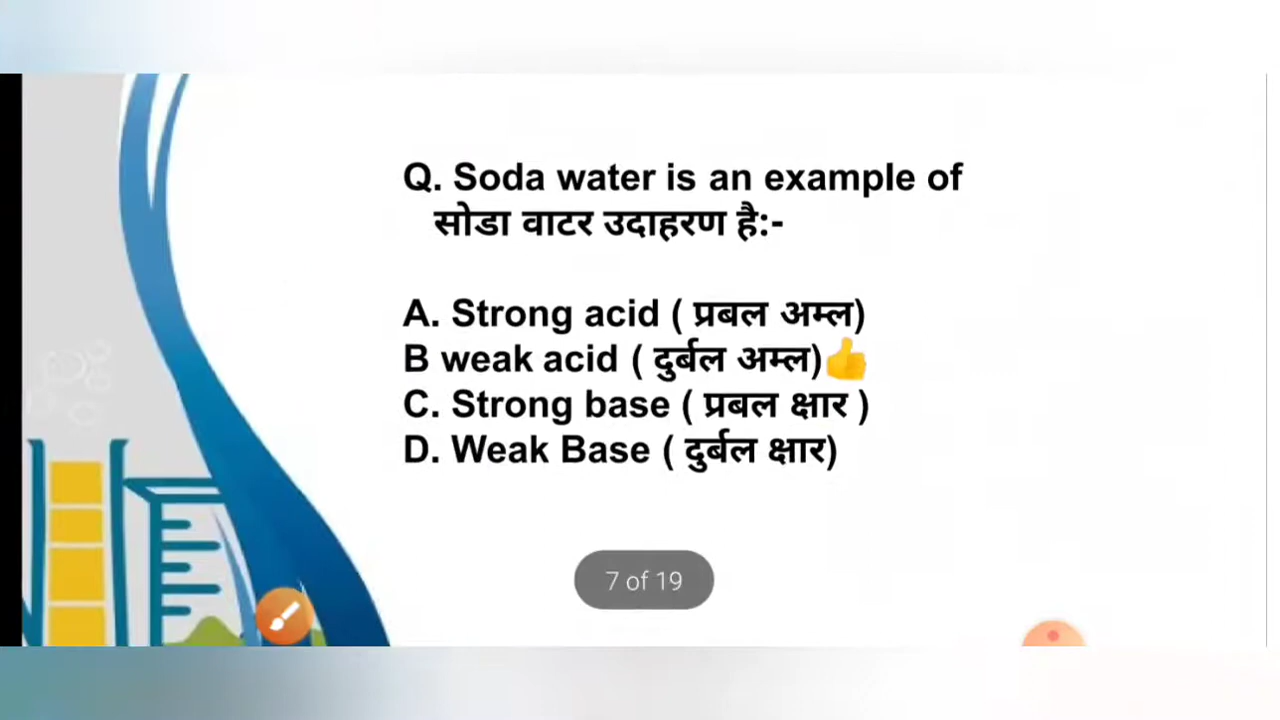 Q. Soda water is an example of
सोडा वाटर उदाहरण है:-
A. Strong acid ( प्रबल अम्ल)
B weak acid ( दुर्बल अम्ल)👍
C. Strong base ( प्रबल क्षार )
D. Weak Base ( दुर्बल क्षार)
7 of 19